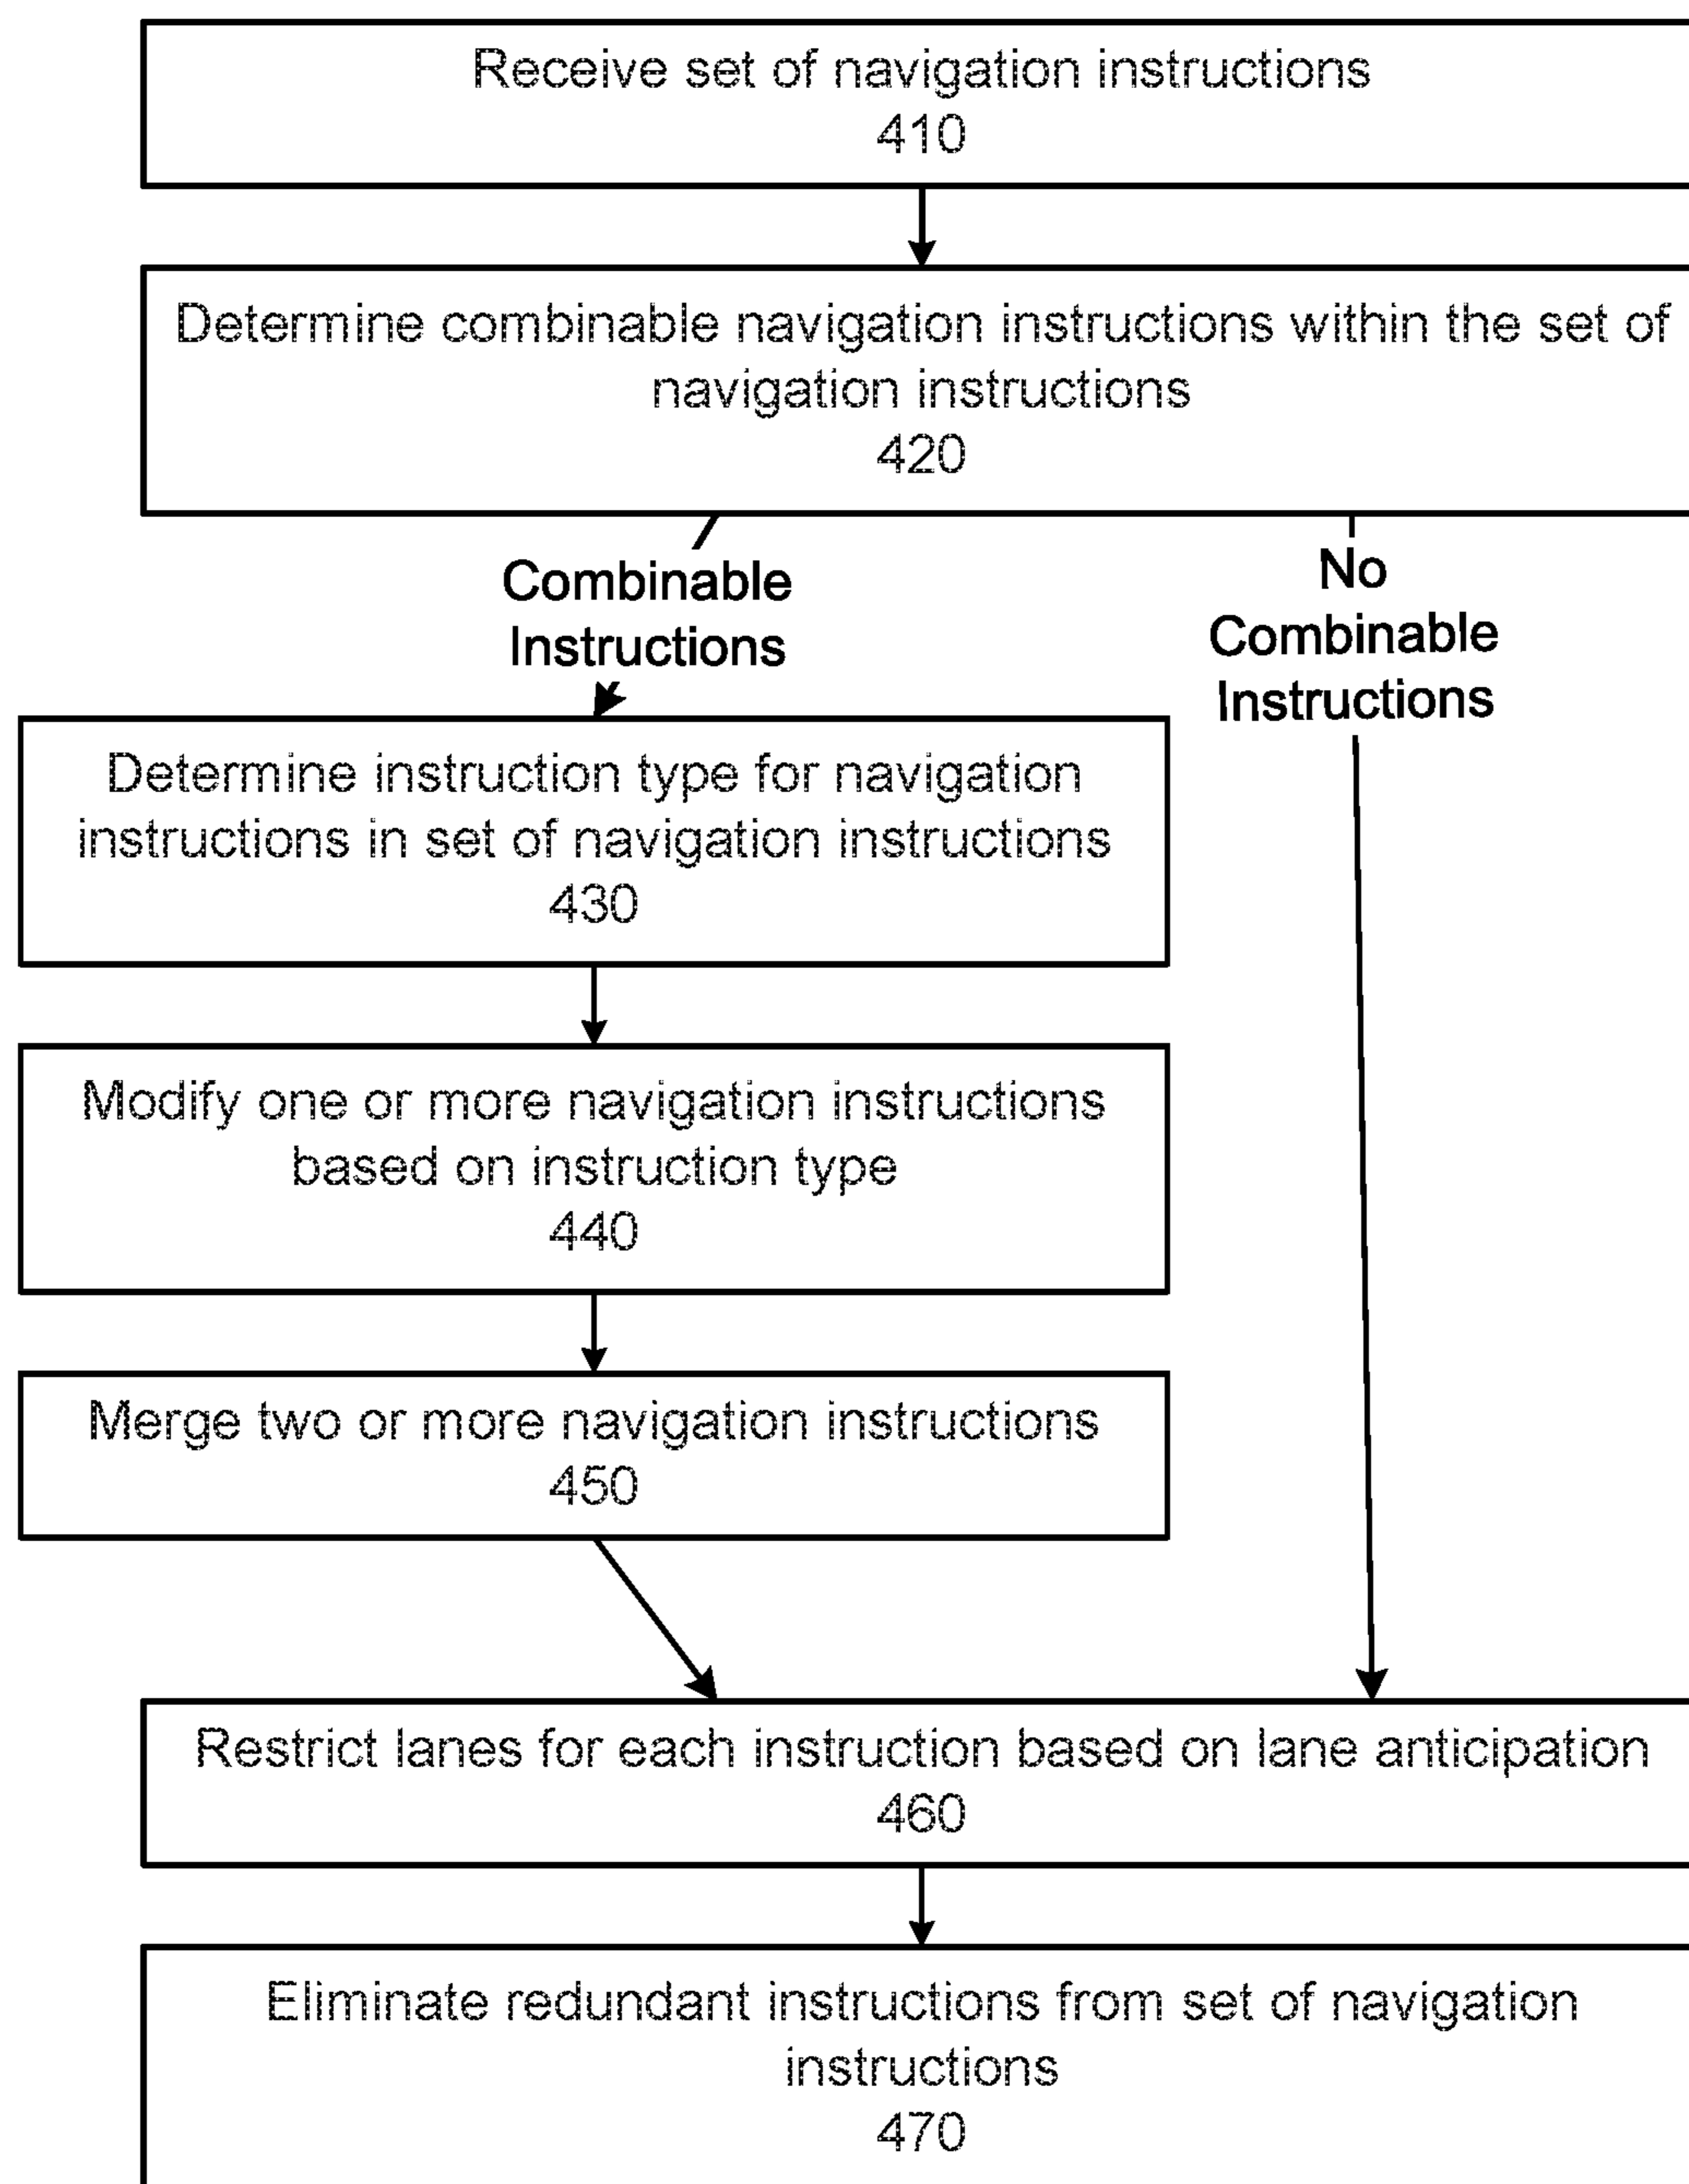 Receive set of navigation instructions
410
Determine combinable navigation instructions within the set of
navigation instructions
420
Combinable
Instructions
No
Combinable
Instructions
Determine instruction type for navigation
instructions in set of navigation instructions
430
Modify one or more navigation instructions
based on instruction type
440
Merge two or more navigation instructions
450
Restrict lanes for each instruction based on lane anticipation
460
Eliminate redundant instructions from set of navigation
instructions
470